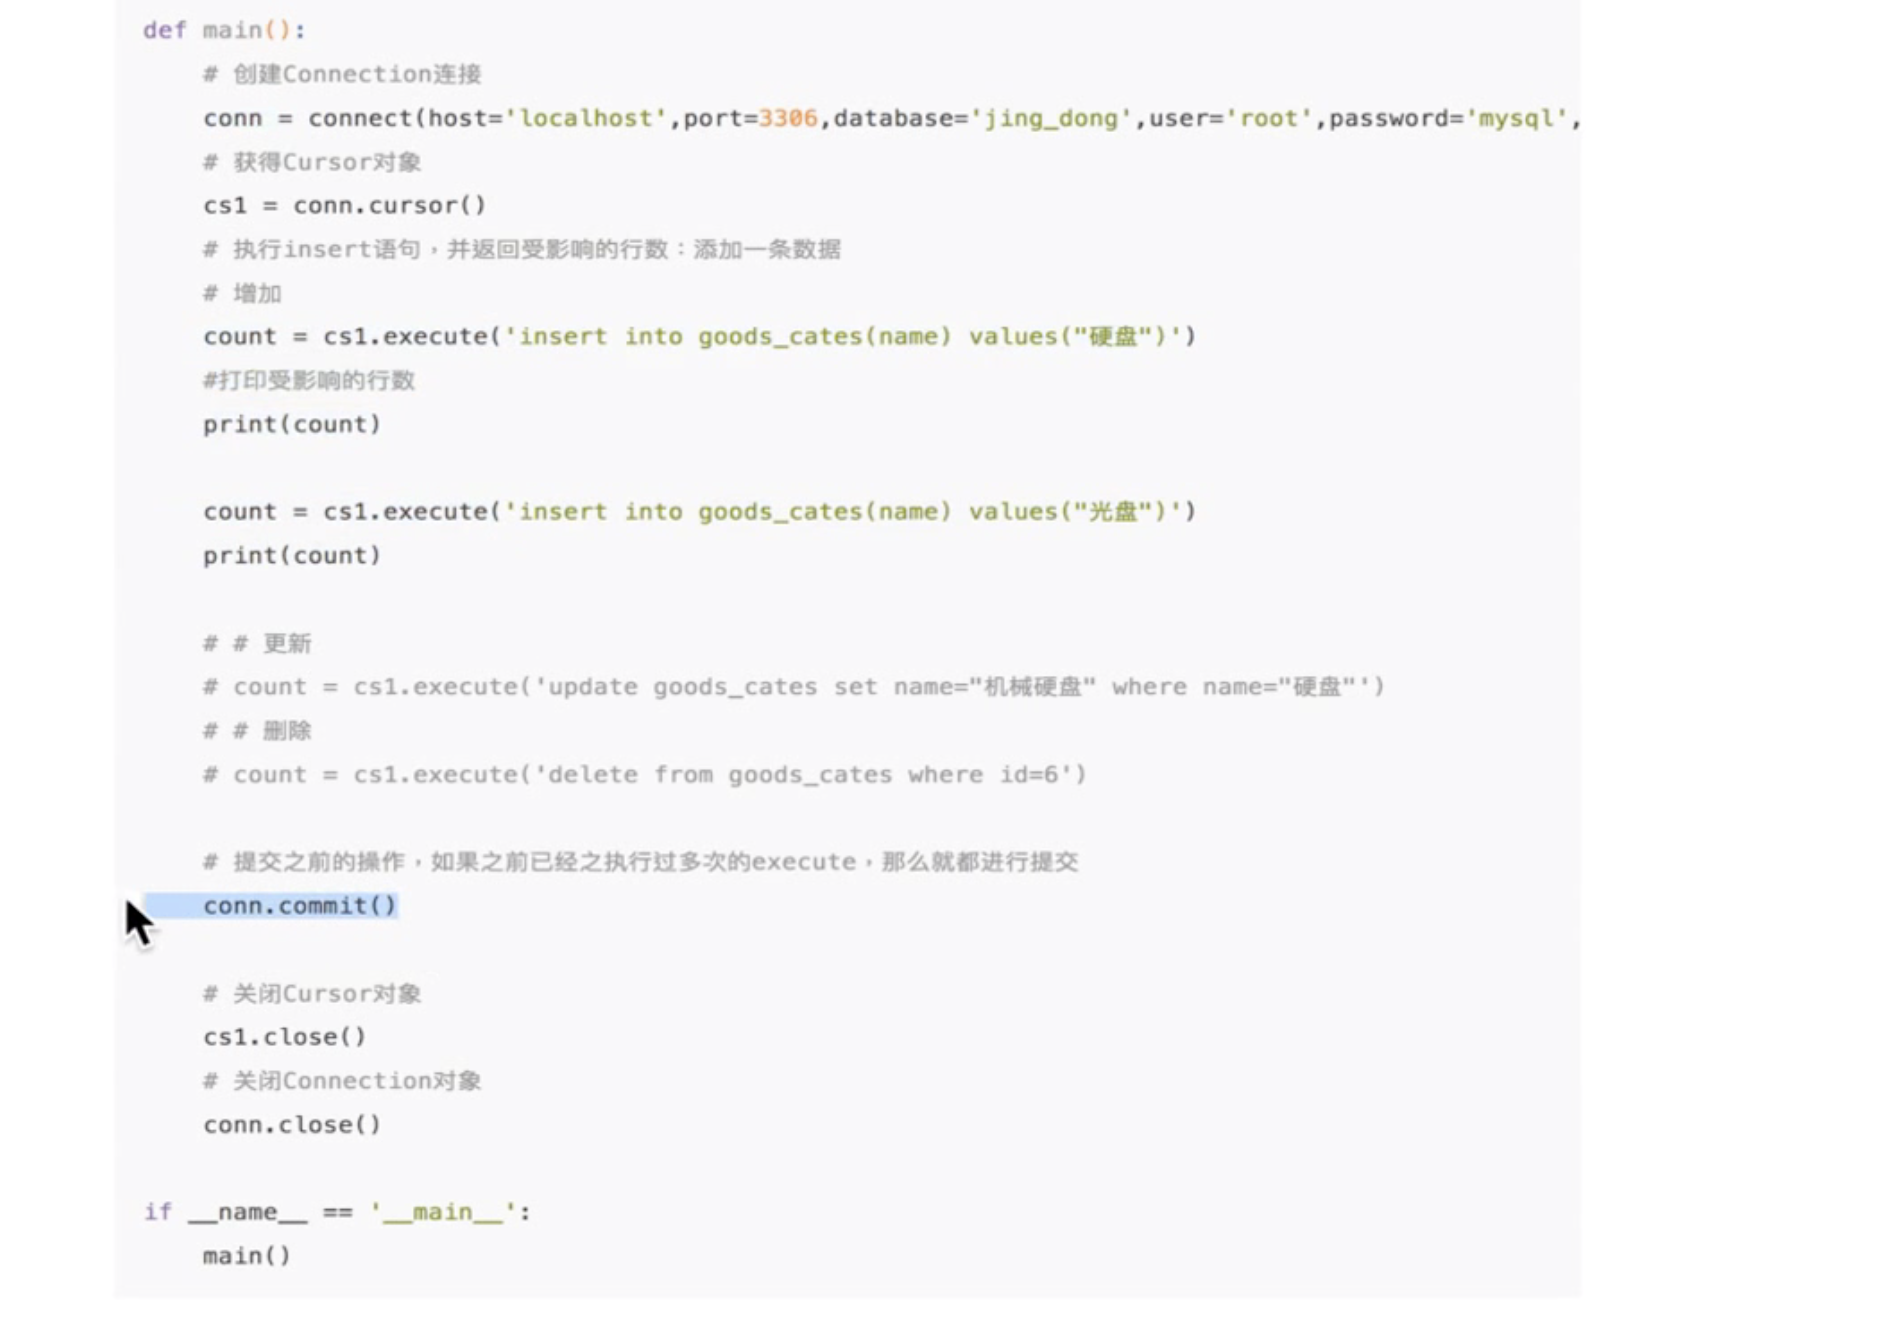 def main():
    # 创建Connection连接
    conn = connect(host='localhost',port=3306,database='jing_dong',user='root',password='mysql',
    # 获得Cursor对象
    cs1 = conn.cursor()
    # 执行insert语句，并返回受影响的行数：添加一条数据
    # 增加
    count = cs1.execute('insert into goods_cates(name) values("硬盘")')
    #打印受影响的行数
    print(count)

    count = cs1.execute('insert into goods_cates(name) values("光盘")')
    print(count)

    # # 更新
    # count = cs1.execute('update goods_cates set name="机械硬盘" where name="硬盘"')
    # # 删除
    # count = cs1.execute('delete from goods_cates where id=6')

    # 提交之前的操作，如果之前已经之执行过多次的execute，那么就都进行提交
    conn.commit()

    # 关闭Cursor对象
    cs1.close()
    # 关闭Connection对象
    conn.close()

if __name__ == '__main__':
    main()